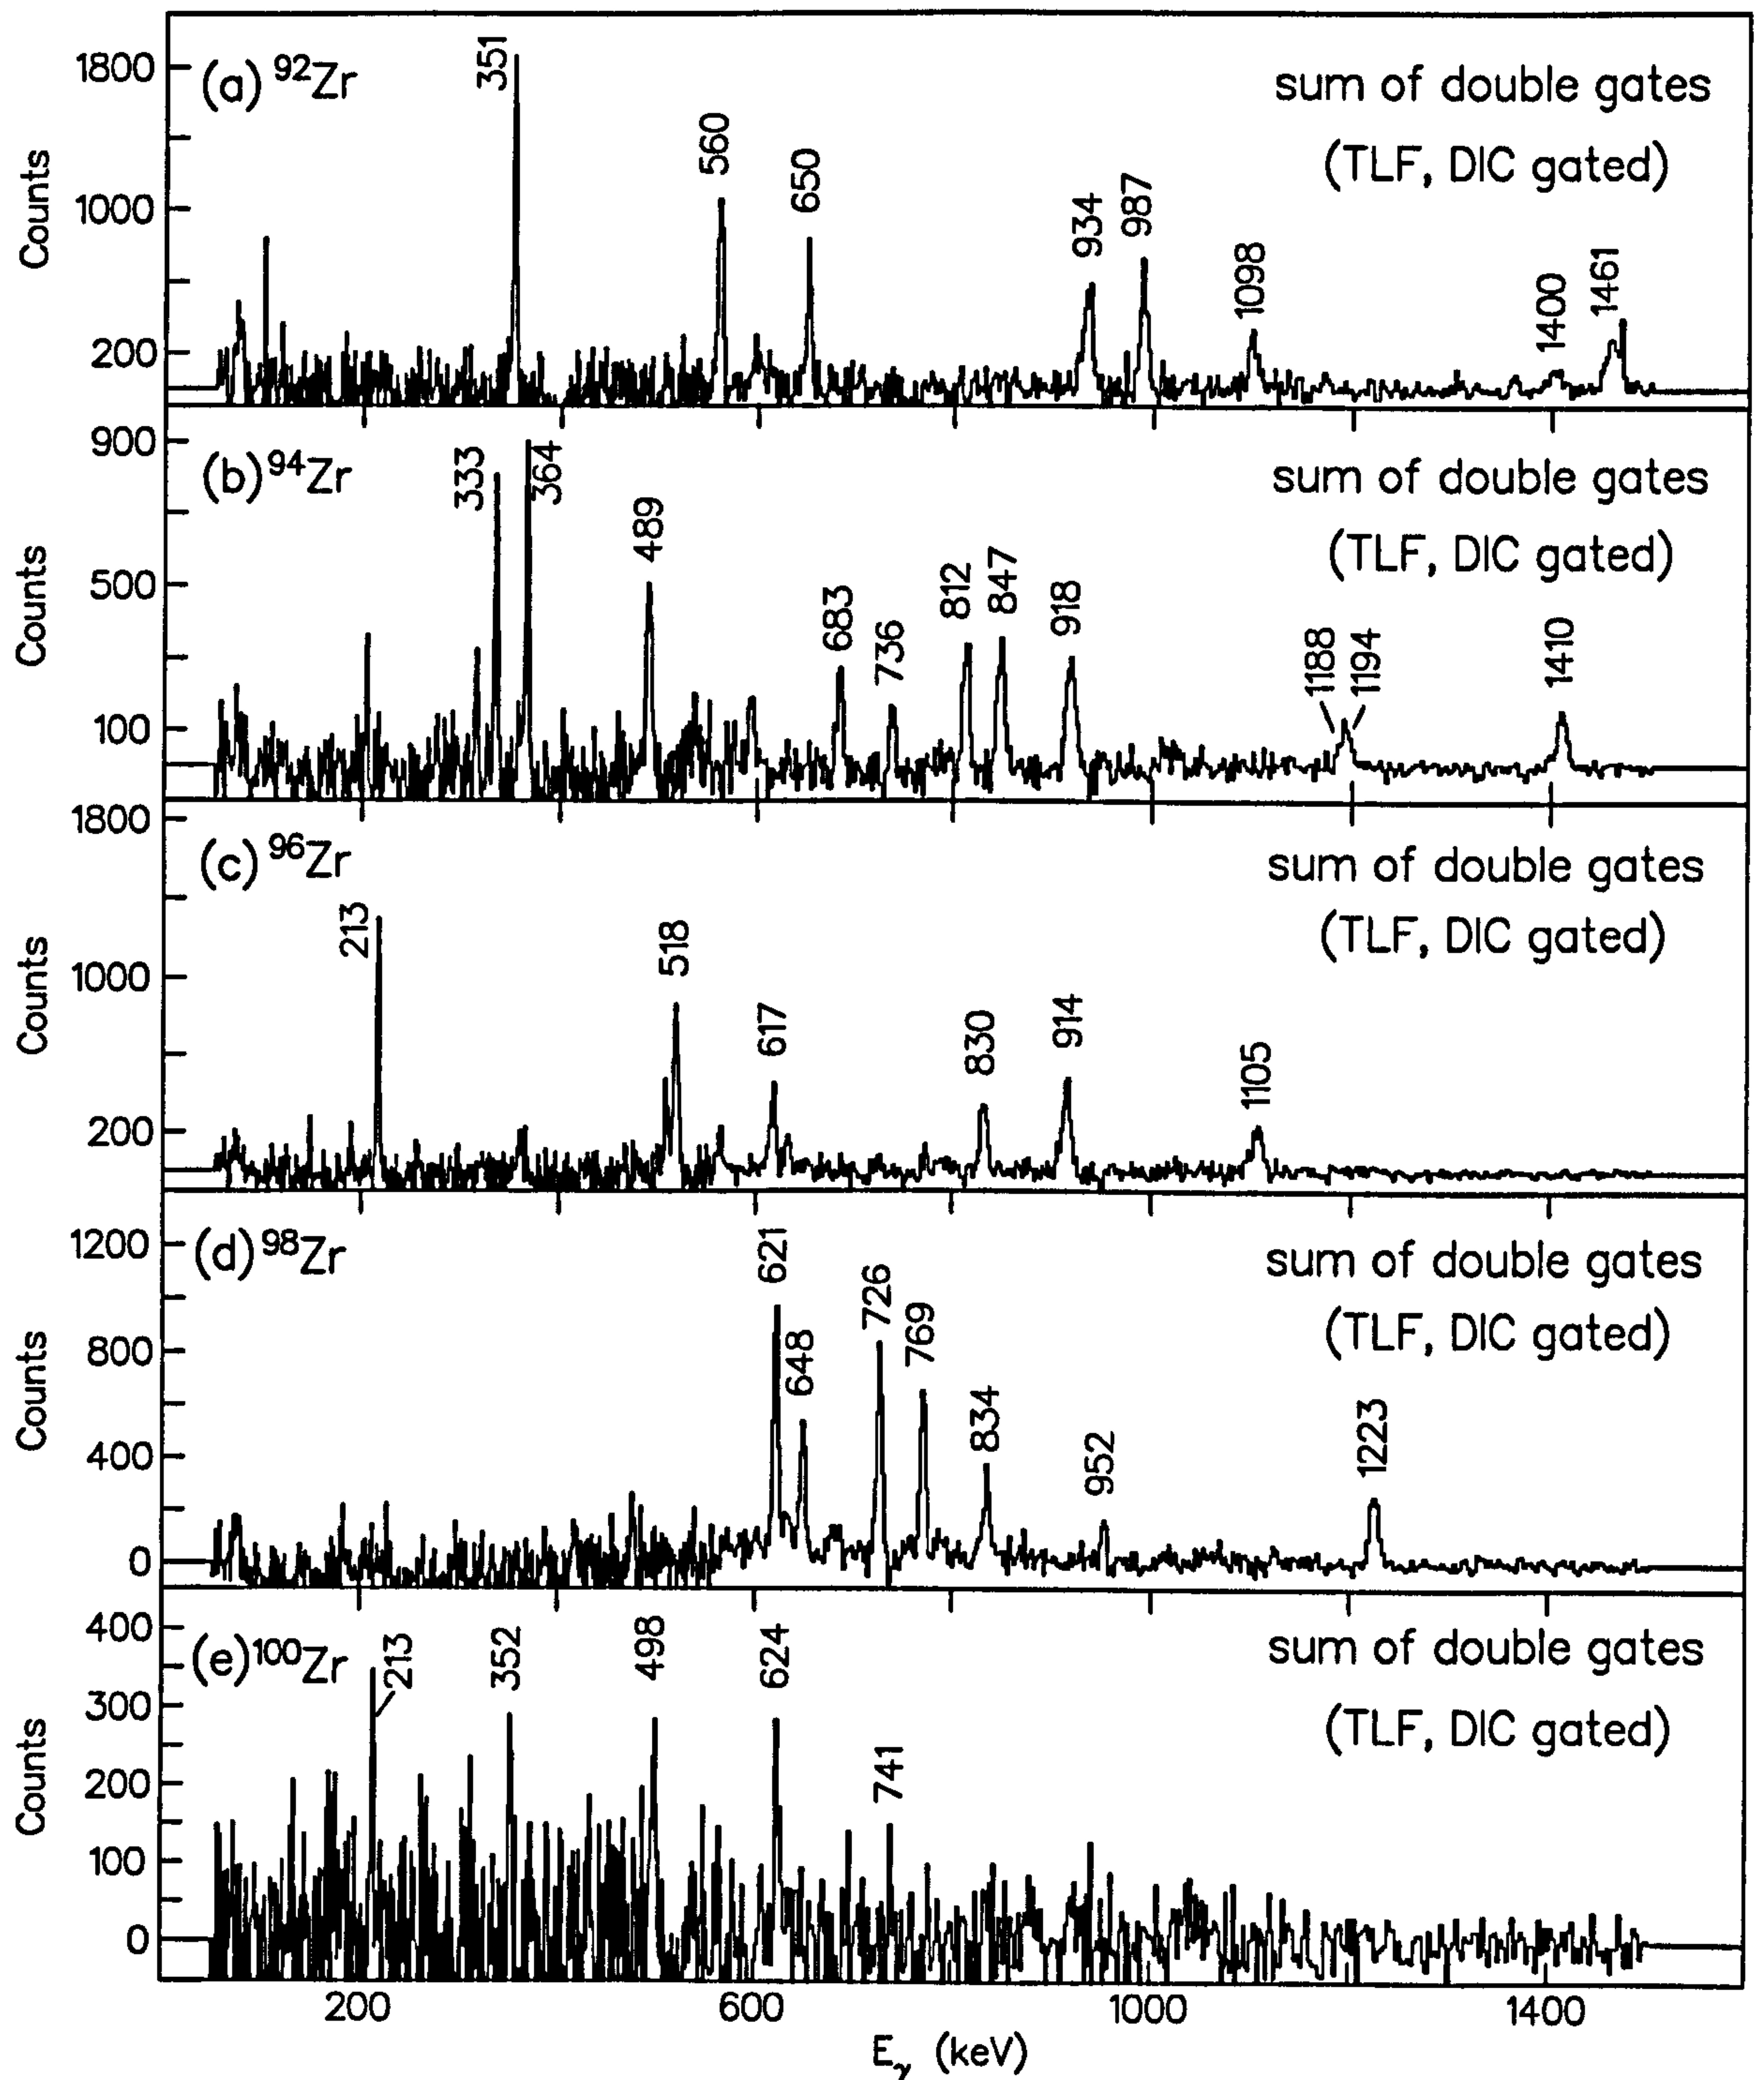 (a) ⁹²Zr
sum of double gates
(TLF, DIC gated)
351
560
650
934
987
1098
1400
1461
1800
1000
200
Counts
(b) ⁹⁴Zr
sum of double gates
(TLF, DIC gated)
333
364
489
683
736
812
847
918
1188
1194
1410
900
500
100
Counts
(c) ⁹⁶Zr
sum of double gates
(TLF, DIC gated)
213
518
617
830
914
1105
1800
1000
200
Counts
(d) ⁹⁸Zr
sum of double gates
(TLF, DIC gated)
621
648
726
769
834
952
1223
1200
800
400
0
Counts
(e) ¹⁰⁰Zr
sum of double gates
(TLF, DIC gated)
213
352
498
624
741
400
300
200
100
0
Counts
200 600 1000 1400
Eγ (keV)